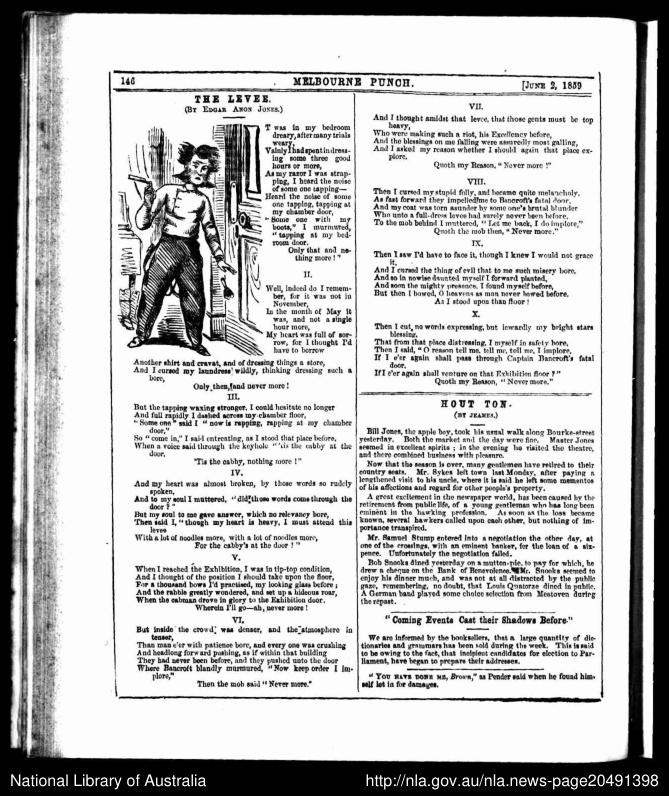 146
MELBOURNE PUNCH.
[JUNE 2, 1859
THE LEVEE.
(BY EDGAR ANON JONES.)
T was in my bedroom
dreary, after many trials
weary,
Vainly I had spent in dress-
ing some three good
hours or more,
As my razor I was strap-
ping, I heard the noise
of some one tapping—
Heard the noise of some
one tapping, tapping at
my chamber door,
"Some one with my
boots," I murmured,
"tapping at my bed-
room door.
Only that and no-
thing more!"
II.
Well, indeed do I remem-
ber, for it was not in
November,
In the month of May it
was, and not a single
hour more,
My heart was full of sor-
row, for I thought I'd
have to borrow
Another shirt and cravat, and of dressing things a store,
And I cursed my laundress wildly, thinking dressing such a
bore,
Only then, and never more!
III.
But the tapping waxing stronger, I could hesitate no longer
And full rapidly I dashed across my chamber floor,
"Some one" said I "now is rapping, rapping at my chamber
door,"
So "come in," I said entreating, as I stood that place before,
When a voice said through the keyhole "'tis the cabby at the
door,
'Tis the cabby, nothing more!"
IV.
And my heart was almost broken, by those words so rudely
spoken,
And to my soul I muttered, "did those words come through the
door?"
But my soul to me gave answer, which no relevancy bore,
Then said I, "though my heart is heavy, I must attend this
levee
With a lot of noodles more, with a lot of noodles more,
For the cabby's at the door!"
V.
When I reached the Exhibition, I was in tip-top condition,
And I thought of the position I should take upon the floor,
For a thousand bows I'd practised, my looking glass before;
And the rabble greatly wondered, and set up a hideous roar,
When the cabman drove in glory to the Exhibition door.
Wherein I'll go—ah, never more!
VI.
But inside the crowd was denser, and the atmosphere in
tenser,
Than man e'er with patience bore, and every one was crushing
And headlong forward pushing, as if within that building
They had never been before, and they pushed unto the door
Where Bancroft blandly murmured, "Now keep order I im-
plore,"
Then the mob said "Never more."
VII.
And I thought amidst that levee, that those gents must be top
heavy,
Who were making such a riot, his Excellency before,
And the blessings on me falling were assuredly most galling,
And I asked my reason whether I should again that place ex-
plore.
Quoth my Reason, "Never more!"
VIII.
Then I cursed my stupid folly, and became quite melancholy,
As fast forward they impelled me to Bancroft's fatal door,
And my coat was torn asunder by some one's brutal blunder
Who unto a full-dress levee had surely never been before,
To the mob behind I muttered, "Let me back, I do implore,"
Quoth the mob then, "Never more."
IX.
Then I saw I'd have to face it, though I knew I would not grace
it,
And I cursed the thing of evil that to me such misery bore,
And so in nowise daunted myself I forward planted,
And soon the mighty presence, I found myself before,
But then I bowed, O heavens as man never bowed before.
As I stood upon that floor!
X.
Then I cut, no words expressing, but inwardly my bright stars
blessing,
That from that place distressing, I myself in safety bore,
Then I said, "O reason tell me, tell me, tell me, I implore,
If I e'er again shall pass through Captain Bancroft's fatal
door,
If I e'er again shall venture on that Exhibition floor?"
Quoth my Reason, "Never more."
HOUT TON.
(BY JEAMES.)
Bill Jones, the apple boy, took his usual walk along Bourke-street
yesterday. Both the market and the day were fine. Master Jones
seemed in excellent spirits; in the evening he visited the theatre,
and there combined business with pleasure.
Now that the season is over, many gentlemen have retired to their
country seats. Mr. Sykes left town last Monday, after paying a
lengthened visit to his uncle, where it is said he left some mementos
of his affections and regard for other people's property.
A great excitement in the newspaper world, has been caused by the
retirement from public life, of a young gentleman who has long been
eminent in the hawking profession. As soon as the loss became
known, several hawkers called upon each other, but nothing of im-
portance transpired.
Mr. Samuel Stump entered into a negotiation the other day, at
one of the crossings, with an eminent banker, for the loan of a six-
pence. Unfortunately the negotiation failed.
Bob Snooks dined yesterday on a mutton-pie, to pay for which, he
drew a cheque on the Bank of Benevolence. Mr. Snooks seemed to
enjoy his dinner much, and was not at all distracted by the public
gaze, remembering, no doubt, that Louis Quatorze dined in public.
A German band played some choice selection from Meatoven during
the repast.
"Coming Events Cast their Shadows Before."
We are informed by the booksellers, that a large quantity of dic-
tionaries and grammars has been sold during the week. This is said
to be owing to the fact, that incipient candidates for election to Par-
liament, have began to prepare their addresses.
"YOU HAVE DONE ME, Brown," as Pender said when he found him-
self let in for damages.
National Library of Australia
http://nla.gov.au/nla.news-page20491398